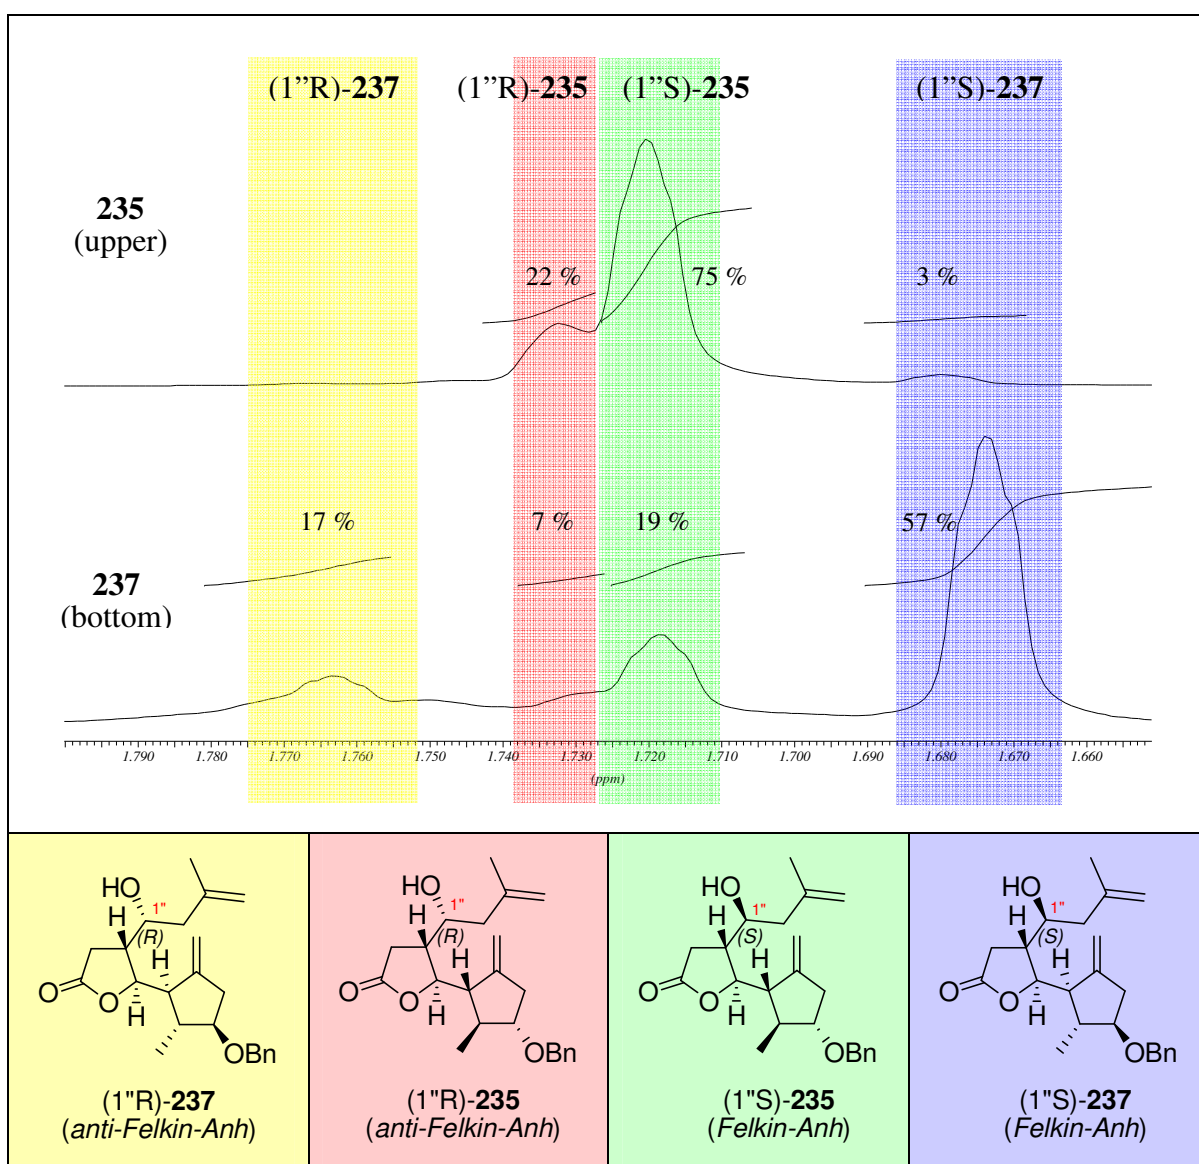 (1”R)-237 (1”R)-235 (1”S)-235 (1”S)-237
235
(upper)
22 % 75 % 3 %
17 % 7 % 19 % 57 %
237
(bottom)
1.790 1.780 1.770 1.760 1.750 1.740 1.730 1.720 1.710 1.700 1.690 1.680 1.670 1.660
(ppm)
HO 1" H (R) H O O H OBn
(1"R)-237
(anti-Felkin-Anh)
HO 1" H (R) H O O H OBn
(1"R)-235
(anti-Felkin-Anh)
HO 1" H (S) H O O H OBn
(1"S)-235
(Felkin-Anh)
HO 1" H (S) H O O H OBn
(1"S)-237
(Felkin-Anh)